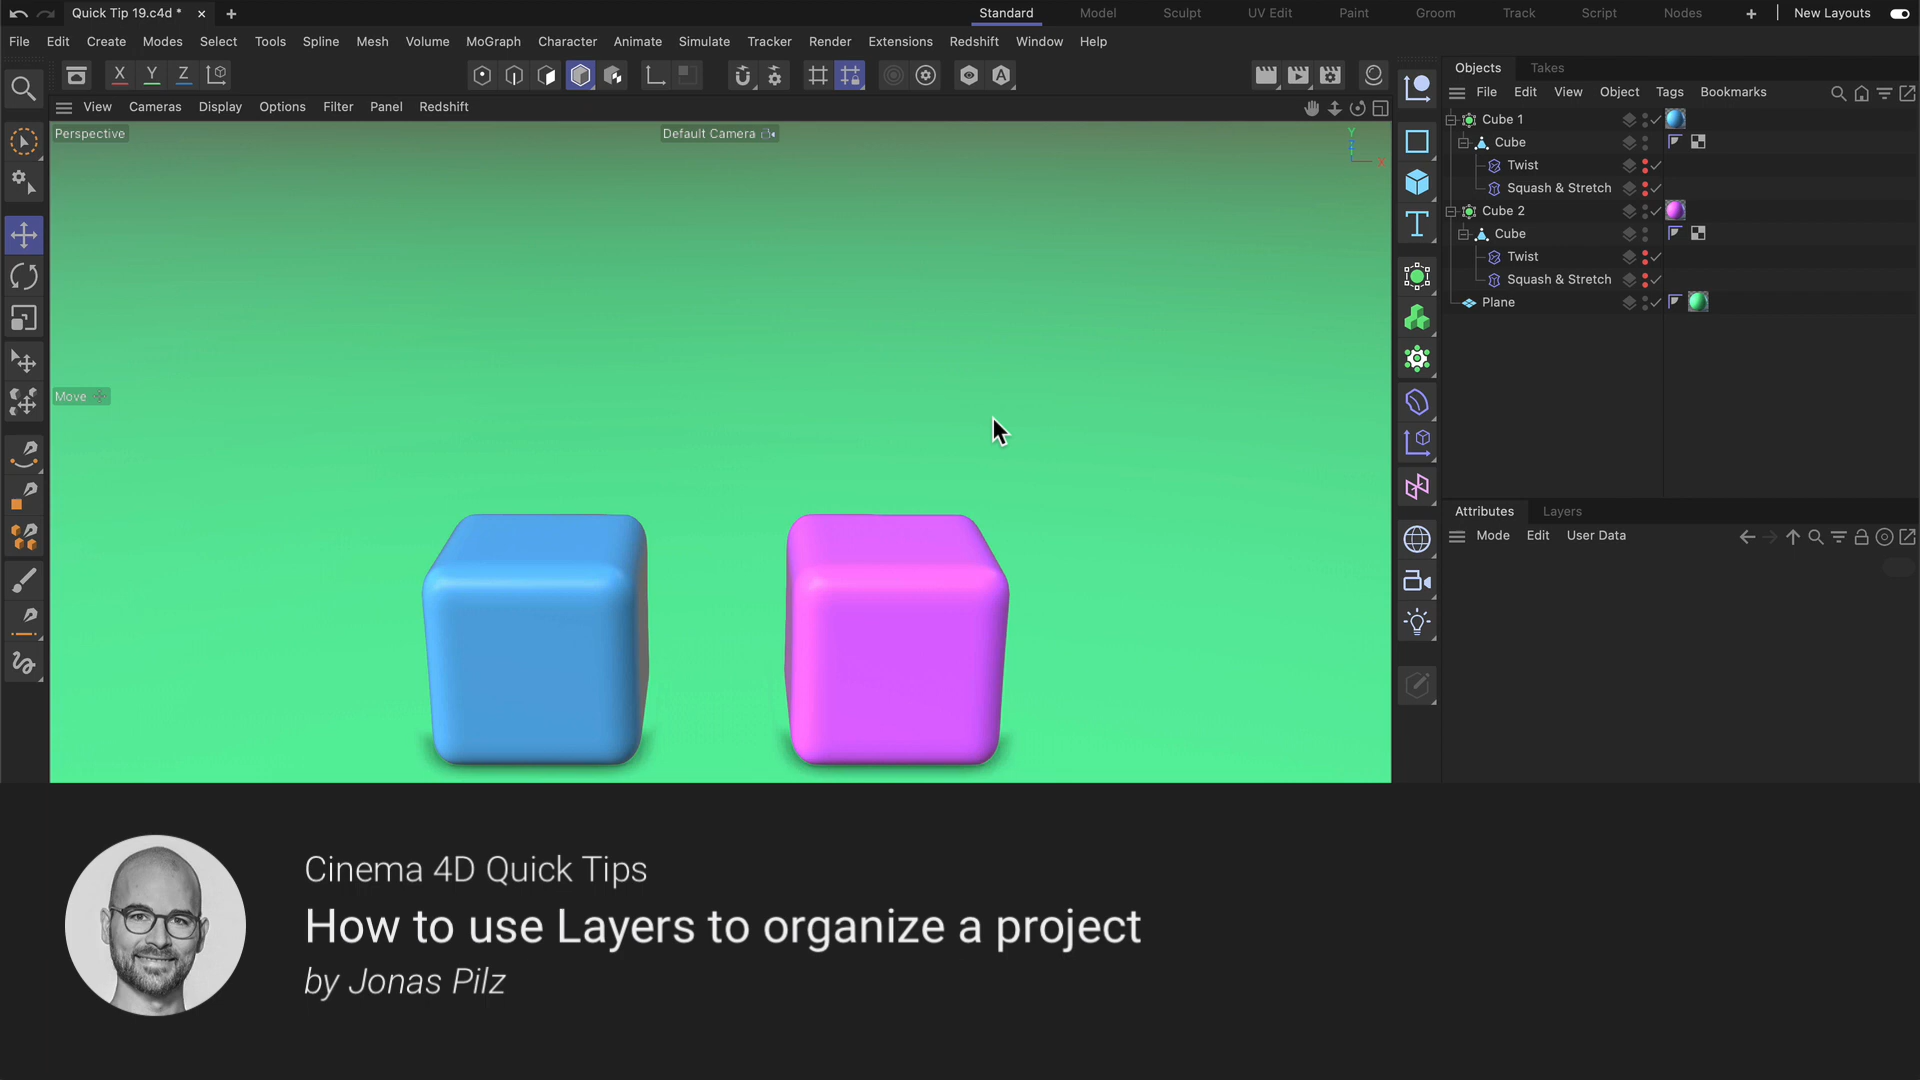 Quick Tip 19.c4d *
Standard
Model
Sculpt
UV Edit
Paint
Groom
Track
Script
Nodes
New Layouts
File Edit Create Modes Select Tools Spline Mesh Volume MoGraph Character Animate Simulate Tracker Render Extensions Redshift Window Help
X Y Z
View Cameras Display Options Filter Panel Redshift
Perspective
Default Camera
Y
X
Move
Objects Takes
File Edit View Object Tags Bookmarks
Cube 1
Cube
Twist
Squash & Stretch
Cube 2
Cube
Twist
Squash & Stretch
Plane
Attributes Layers
Mode Edit User Data
Cinema 4D Quick Tips
How to use Layers to organize a project
by Jonas Pilz